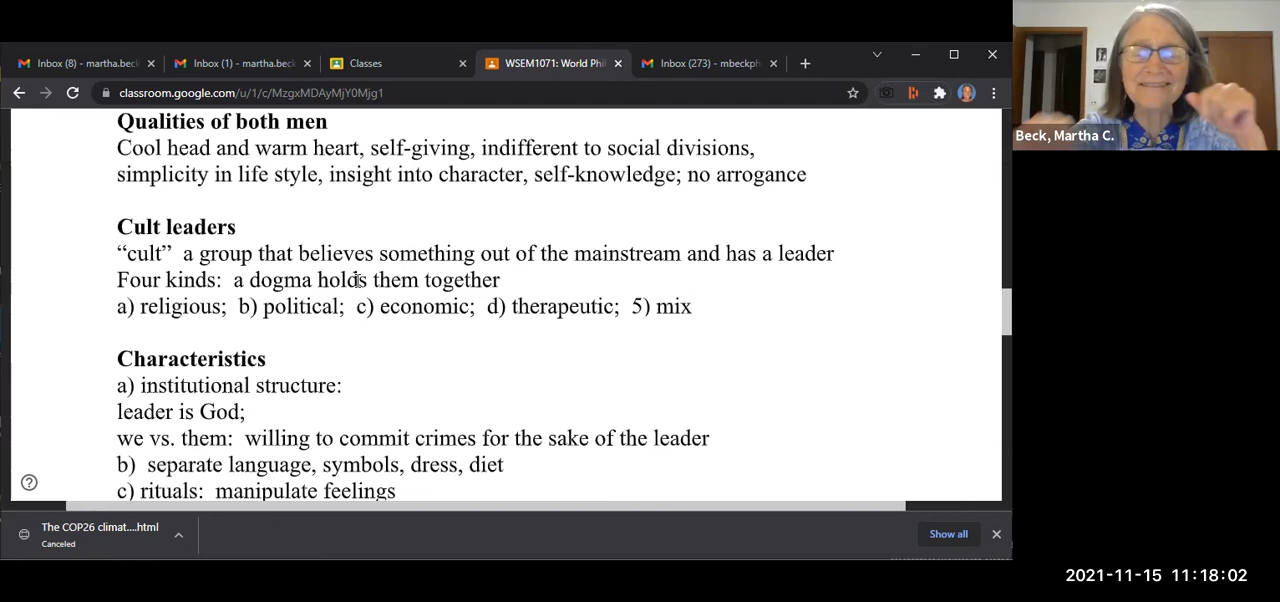 Inbox (8) - martha.bec
Inbox (1) - martha.bec
Classes
WSEM1071: World Phil
Inbox (273) - mbeckph
classroom.google.com/u/1/c/MzgxMDAyMjY0Mjg1
Beck, Martha C.
Qualities of both men
Cool head and warm heart, self-giving, indifferent to social divisions,
simplicity in life style, insight into character, self-knowledge; no arrogance
Cult leaders
“cult” a group that believes something out of the mainstream and has a leader
Four kinds: a dogma holds them together
a) religious; b) political; c) economic; d) therapeutic; 5) mix
Characteristics
a) institutional structure:
leader is God;
we vs. them: willing to commit crimes for the sake of the leader
b) separate language, symbols, dress, diet
c) rituals: manipulate feelings
The COP26 climat....html
Canceled
Show all
2021-11-15 11:18:02